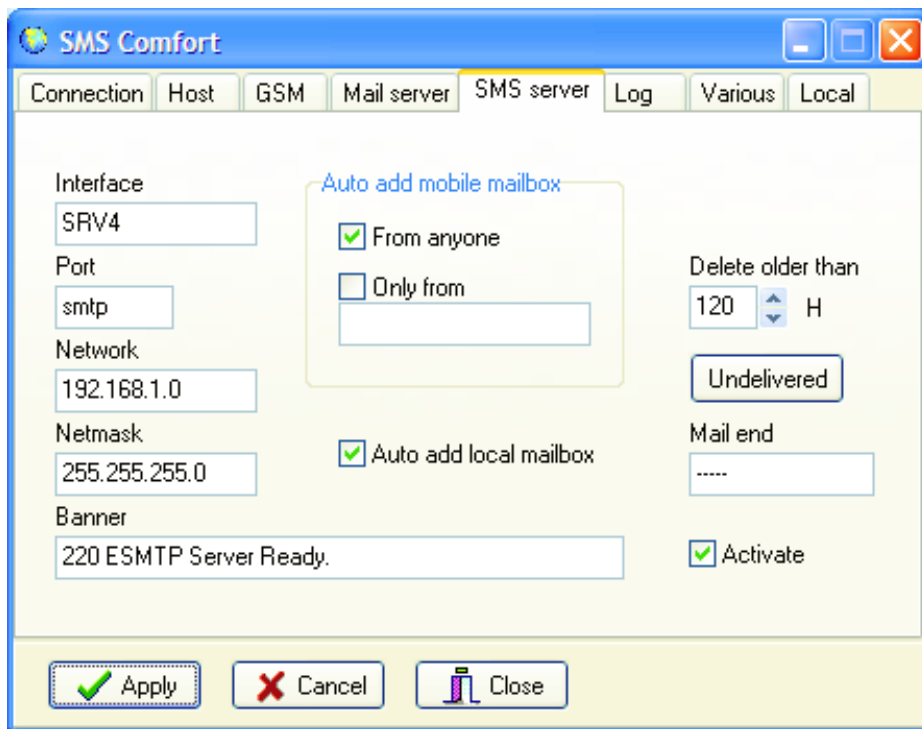 SMS Comfort
Connection Host GSM Mail server SMS server Log Various Local
Interface
SRV4
Port
smtp
Network
192.168.1.0
Netmask
255.255.255.0
Banner
220 ESMTP Server Ready.
Auto add mobile mailbox
From anyone
Only from
Auto add local mailbox
Delete older than
120 H
Undelivered
Mail end
-----
Activate
Apply Cancel Close